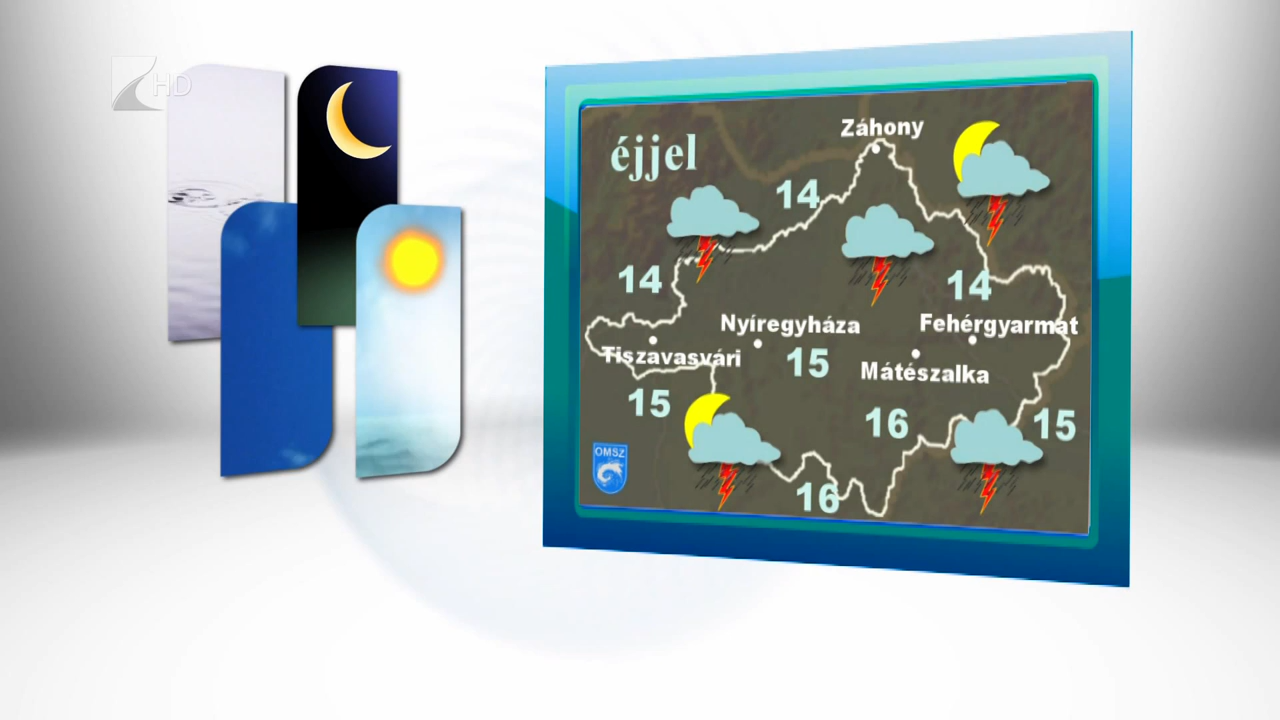 HD
éjjel
Záhony
14
14
14
Nyíregyháza
Fehérgyarmat
Tiszavasvári
15
Mátészalka
15
16
15
OMSZ
16